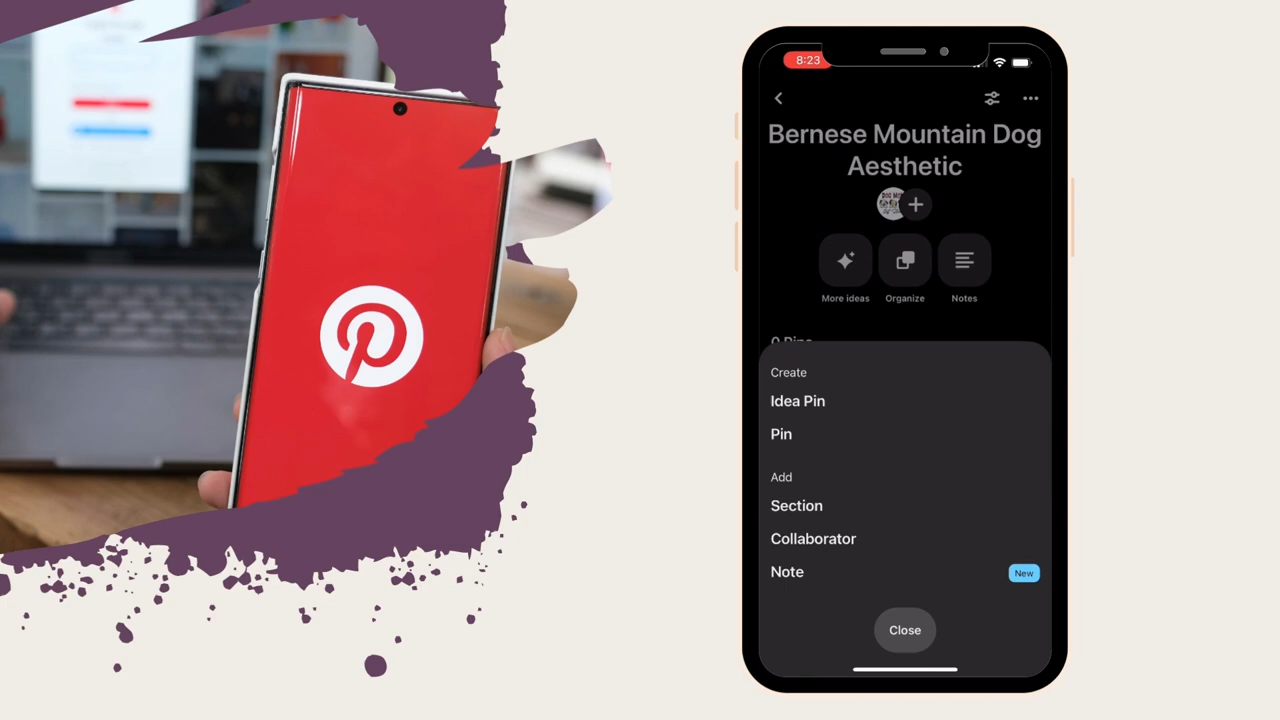 8:23
Bernese Mountain Dog
Aesthetic
More ideas
Organize
Notes
Create
Idea Pin
Pin
Add
Section
Collaborator
Note
New
Close